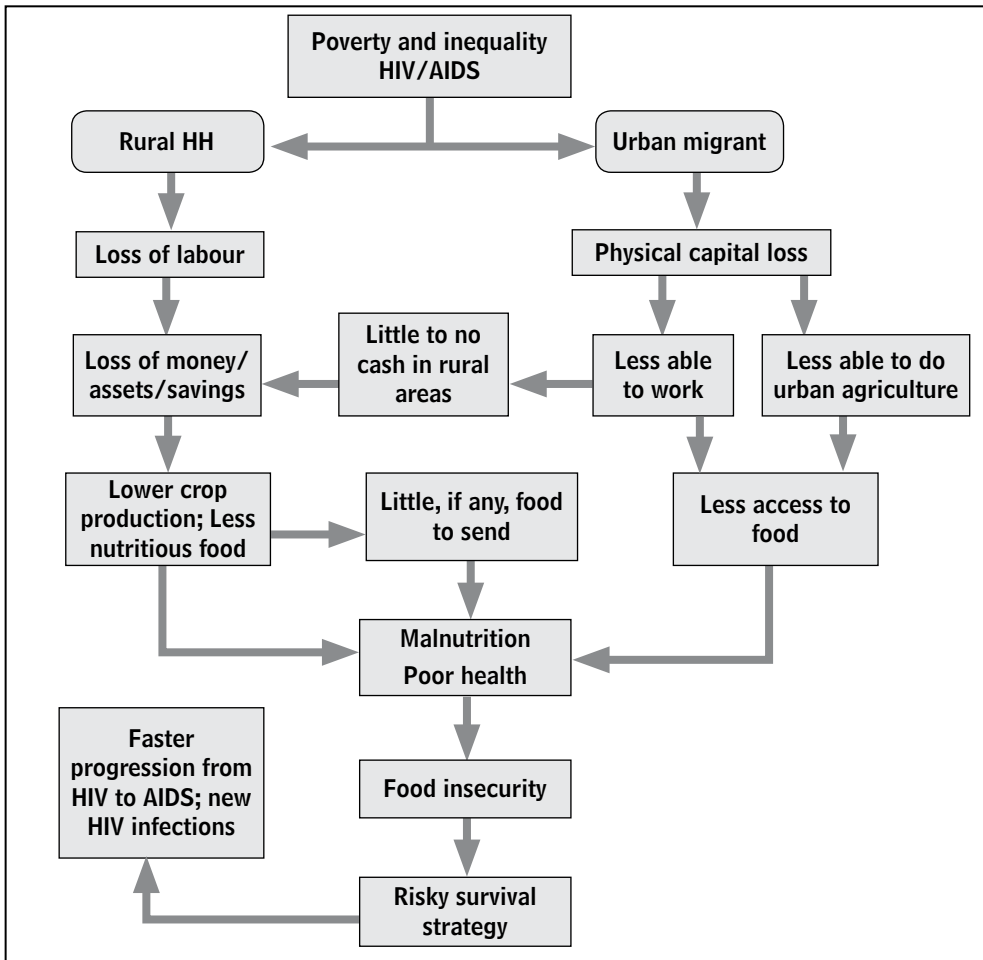 Poverty and inequality
HIV/AIDS
Rural HH
Urban migrant
Loss of labour
Physical capital loss
Loss of money/
assets/savings
Little to no
cash in rural
areas
Less able
to work
Less able to do
urban agriculture
Lower crop
production; Less
nutritious food
Little, if any, food
to send
Less access to
food
Malnutrition
Poor health
Faster
progression from
HIV to AIDS; new
HIV infections
Food insecurity
Risky survival
strategy